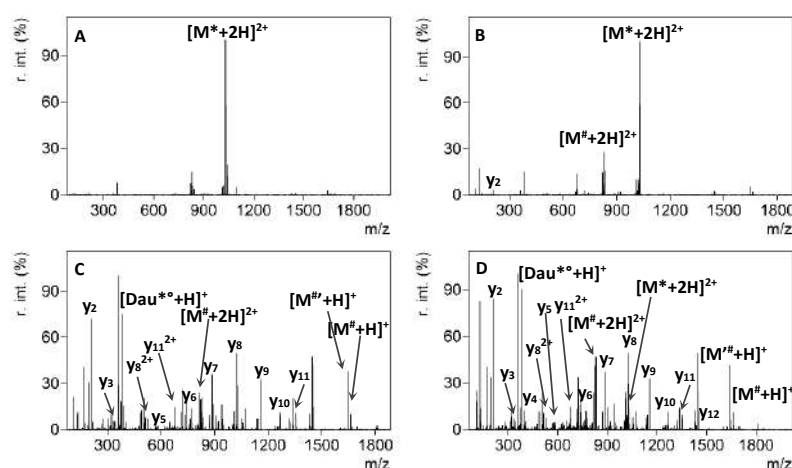 A
[M*+2H]²⁺
r. int. (%)
90
60
30
0
300 600 900 1200 1500 1800
m/z
B
[M*+2H]²⁺
[M#+2H]²⁺
y₂
r. int. (%)
90
60
30
0
300 600 900 1200 1500 1800
m/z
C
[Dau*°+H]⁺
[M#+2H]²⁺
[M#'+H]⁺
[M#+H]⁺
y₂
y₃
y₈²⁺
y₅
y₁₁²⁺
y₆
y₇
y₈
y₉
y₁₀
y₁₁
r. int. (%)
90
60
30
0
300 600 900 1200 1500 1800
m/z
D
[Dau*°+H]⁺
[M*+2H]²⁺
[M#+2H]²⁺
[M'#+H]⁺
[M#+H]⁺
y₂
y₃
y₄
y₈²⁺
y₅
y₁₁²⁺
y₆
y₇
y₈
y₉
y₁₀
y₁₁
y₁₂
r. int. (%)
90
60
30
0
300 600 900 1200 1500 1800
m/z